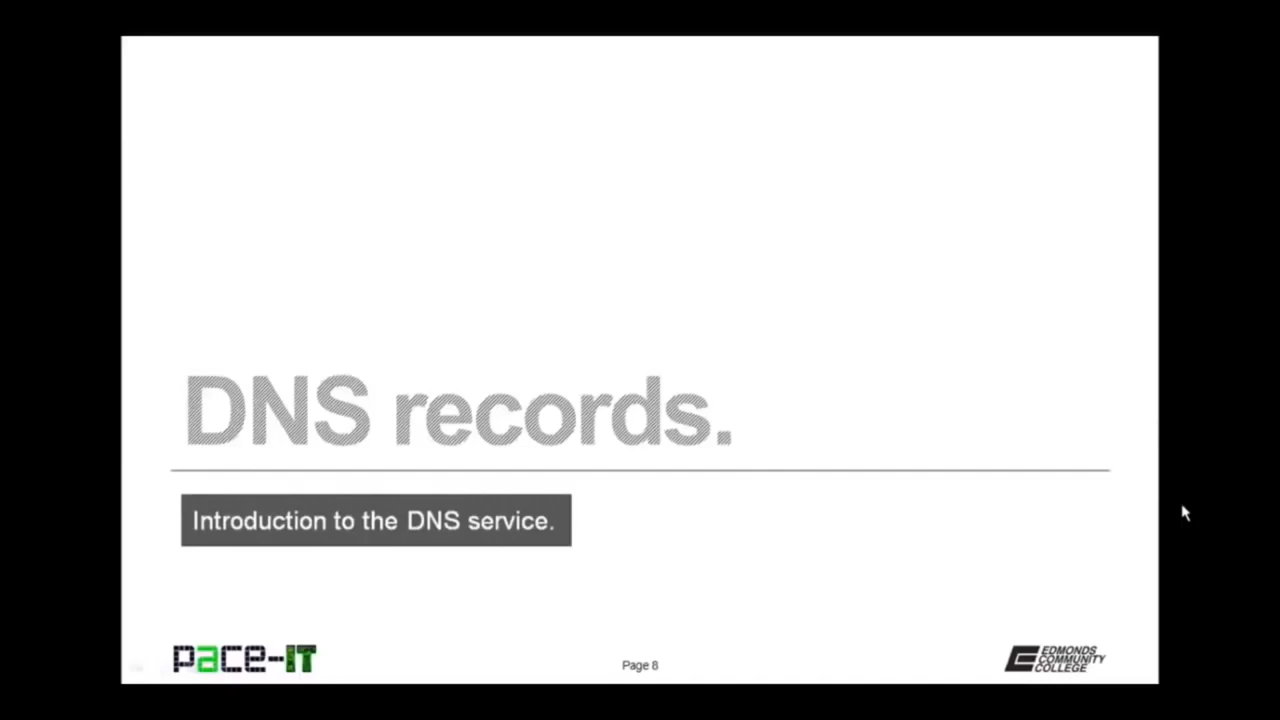 DNS records.
Introduction to the DNS service.
pace-IT
Page 8
EDMONDS
COMMUNITY
COLLEGE